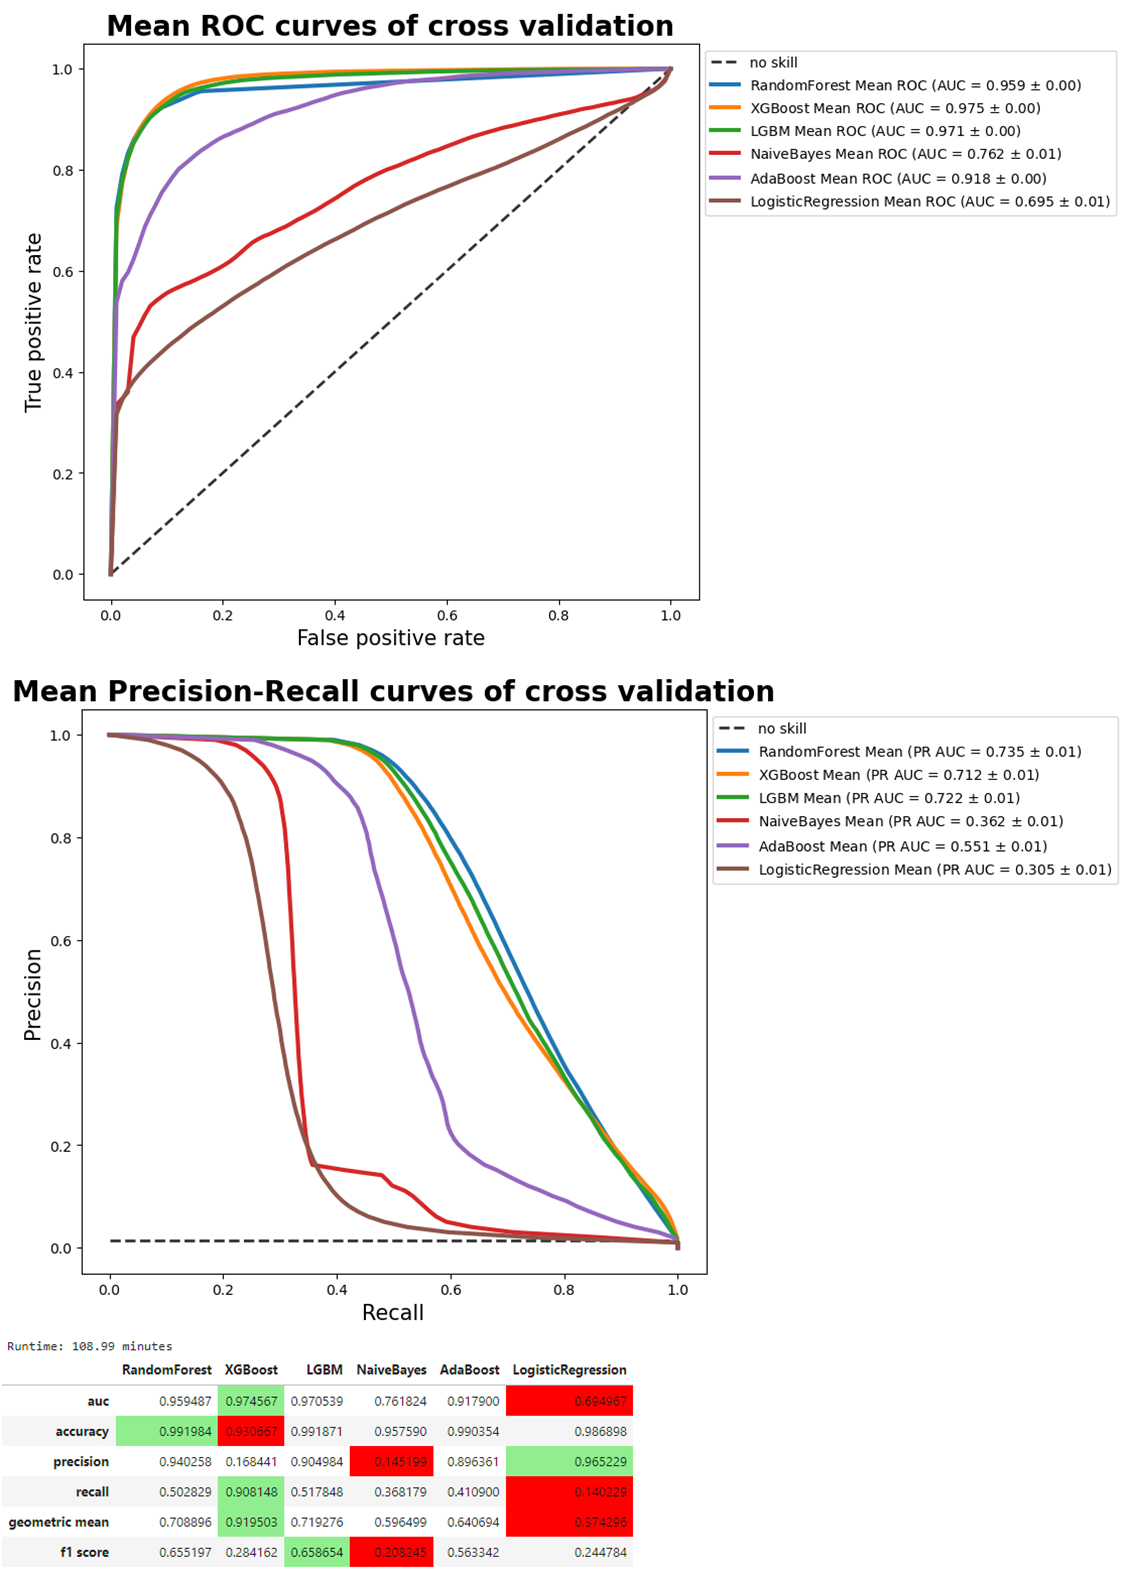 Mean ROC curves of cross validation
1.0
0.8
0.6
0.4
0.2
0.0
True positive rate
0.0 0.2 0.4 0.6 0.8 1.0
False positive rate
no skill
RandomForest Mean ROC (AUC = 0.959 ± 0.00)
XGBoost Mean ROC (AUC = 0.975 ± 0.00)
LGBM Mean ROC (AUC = 0.971 ± 0.00)
NaiveBayes Mean ROC (AUC = 0.762 ± 0.01)
AdaBoost Mean ROC (AUC = 0.918 ± 0.00)
LogisticRegression Mean ROC (AUC = 0.695 ± 0.01)
Mean Precision-Recall curves of cross validation
1.0
0.8
0.6
0.4
0.2
0.0
Precision
0.0 0.2 0.4 0.6 0.8 1.0
Recall
no skill
RandomForest Mean (PR AUC = 0.735 ± 0.01)
XGBoost Mean (PR AUC = 0.712 ± 0.01)
LGBM Mean (PR AUC = 0.722 ± 0.01)
NaiveBayes Mean (PR AUC = 0.362 ± 0.01)
AdaBoost Mean (PR AUC = 0.551 ± 0.01)
LogisticRegression Mean (PR AUC = 0.305 ± 0.01)
Runtime: 108.99 minutes
RandomForest XGBoost LGBM NaiveBayes AdaBoost LogisticRegression
auc 0.959487 0.974567 0.970539 0.761824 0.917900 0.694967
accuracy 0.991984 0.930667 0.991871 0.957590 0.990354 0.986898
precision 0.940258 0.168441 0.904984 0.145199 0.896361 0.965229
recall 0.502829 0.908148 0.517848 0.368179 0.410900 0.140229
geometric mean 0.708896 0.919503 0.719276 0.596499 0.640694 0.374296
f1 score 0.655197 0.284162 0.658654 0.208245 0.563342 0.244784